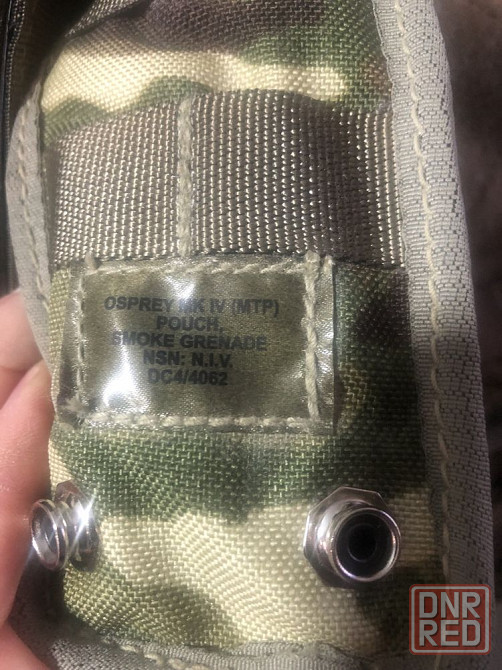 OSPREY MK IV (MTP)
POUCH,
SMOKE GRENADE
NSN: N.I.V.
DC4/4062
DNR
RED